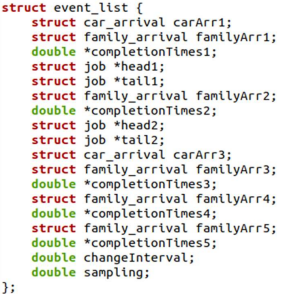 struct event_list {
struct car_arrival carArr1;
struct family_arrival familyArr1;
double *completionTimes1;
struct job *head1;
struct job *tail1;
struct family_arrival familyArr2;
double *completionTimes2;
struct job *head2;
struct job *tail2;
struct car_arrival carArr3;
struct family_arrival familyArr3;
double *completionTimes3;
struct family_arrival familyArr4;
double *completionTimes4;
struct family_arrival familyArr5;
double *completionTimes5;
double changeInterval;
double sampling;
};